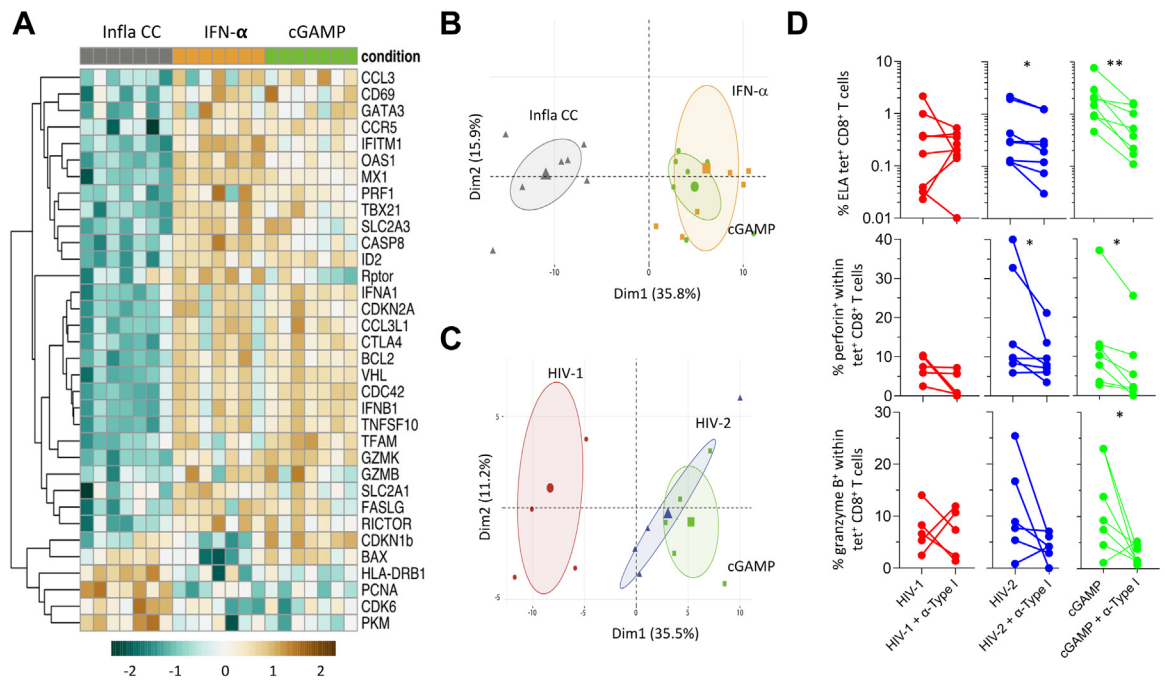 A
Infla CC
IFN-α
cGAMP
condition
CCL3
CD69
GATA3
CCR5
IFITM1
OAS1
MX1
PRF1
TBX21
SLC2A3
CASP8
ID2
Rptor
IFNA1
CDKN2A
CCL3L1
CTLA4
BCL2
VHL
CDC42
IFNB1
TNFSF10
TFAM
GZMK
GZMB
SLC2A1
FASLG
RICTOR
CDKN1b
BAX
HLA-DRB1
PCNA
CDK6
PKM
-2
-1
0
1
2
B
Dim2 (15.9%)
Infla CC
IFN-α
cGAMP
-10
0
10
Dim1 (35.8%)
C
Dim2 (11.2%)
5
-5
HIV-1
HIV-2
cGAMP
-10
-5
0
5
10
Dim1 (35.5%)
D
% ELA tet⁺ CD8⁺ T cells
10
1
0.1
0.01
*
**
% perforin⁺ within
tet⁺ CD8⁺ T cells
40
30
20
10
0
*
*
% granzyme B⁺ within
tet⁺ CD8⁺ T cells
30
20
10
0
*
HIV-1
HIV-1 + α-Type I
HIV-2
HIV-2 + α-Type I
cGAMP
cGAMP + α-Type I